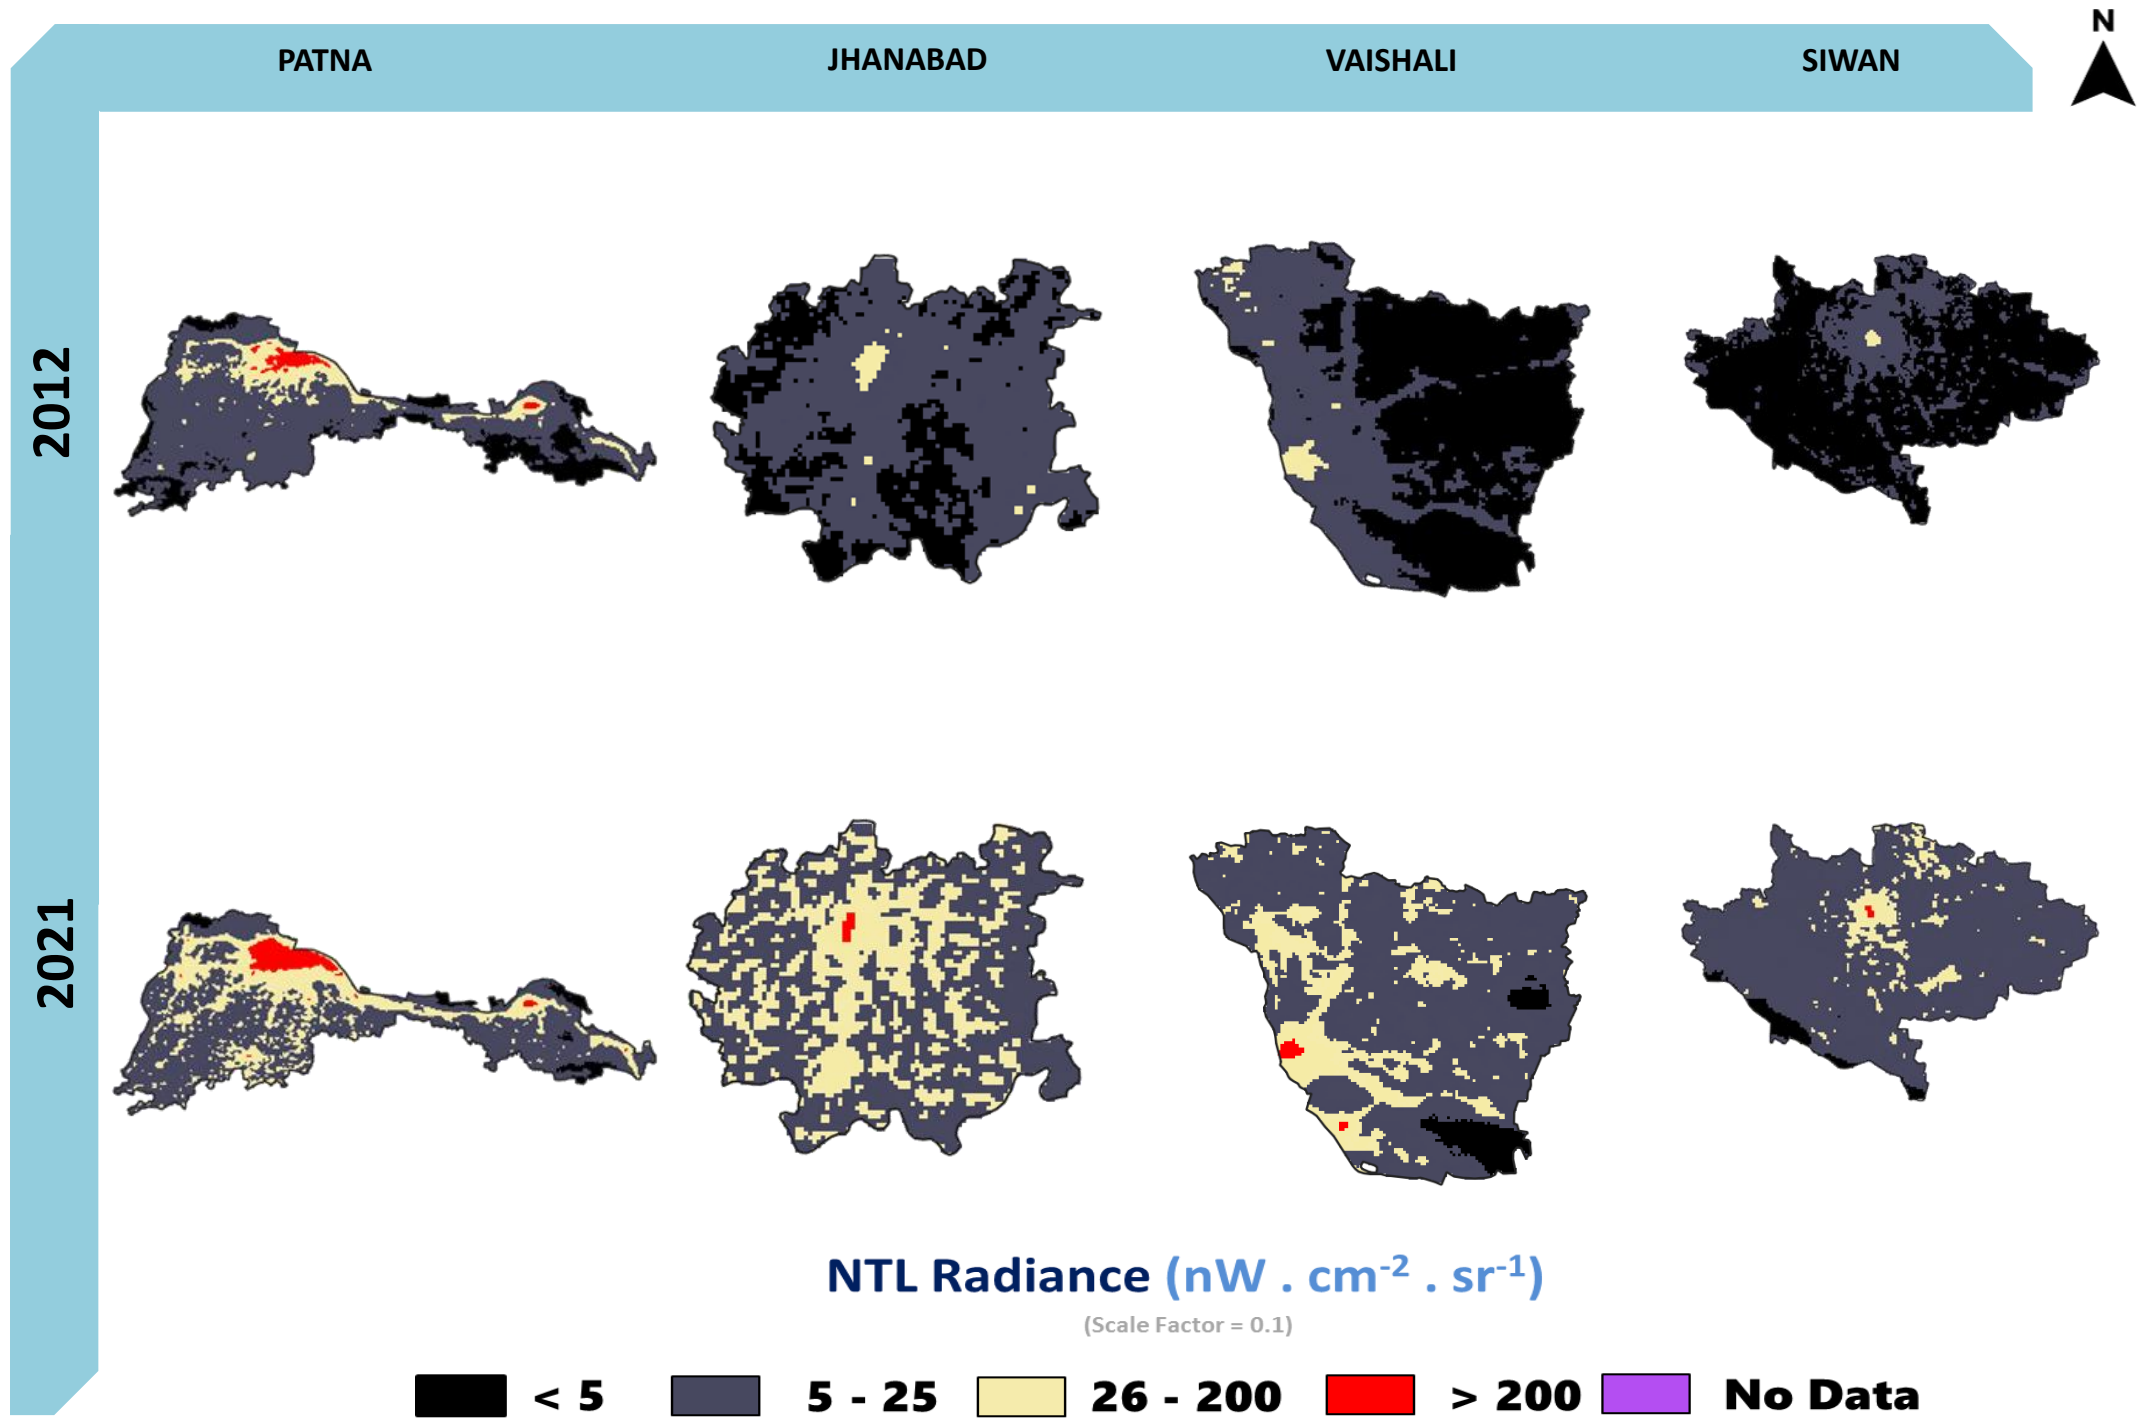 N
PATNA JHANABAD VAISHALI SIWAN
2012
2021
NTL Radiance (nW . cm⁻² . sr⁻¹)
(Scale Factor = 0.1)
< 5 5 - 25 26 - 200 > 200 No Data